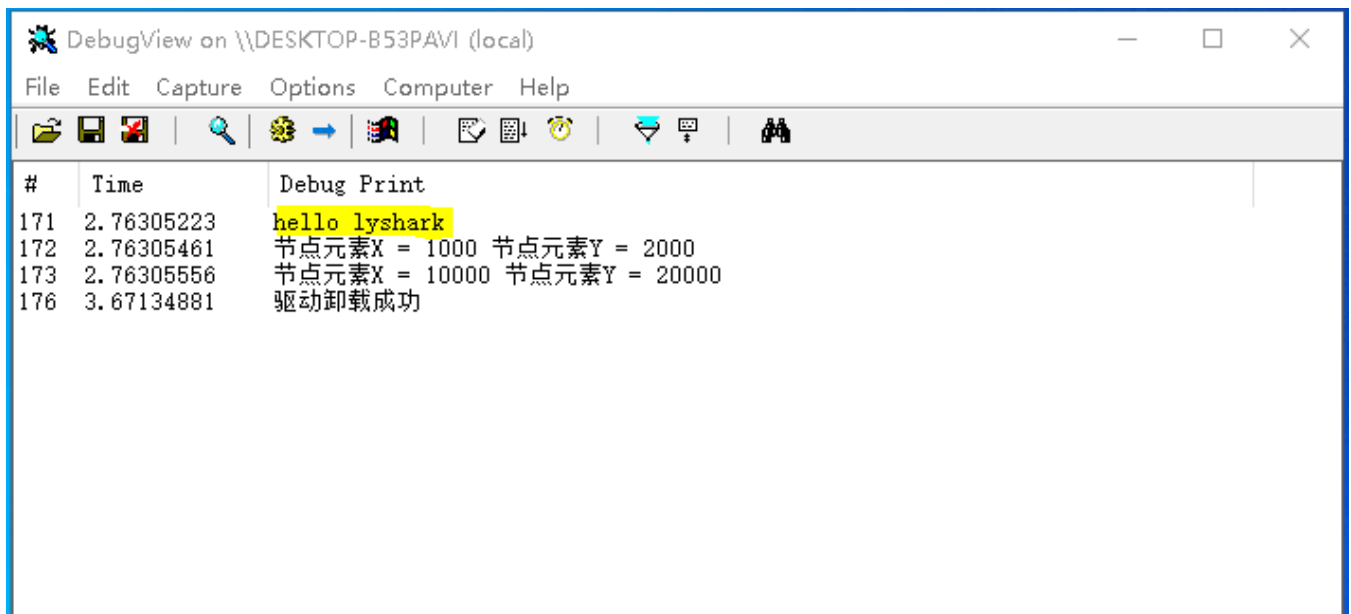 DebugView on \\DESKTOP-B53PAVI (local)
File Edit Capture Options Computer Help
# Time Debug Print
171 2.76305223 hello lyshark
172 2.76305461 节点元素X = 1000 节点元素Y = 2000
173 2.76305556 节点元素X = 10000 节点元素Y = 20000
176 3.67134881 驱动卸载成功